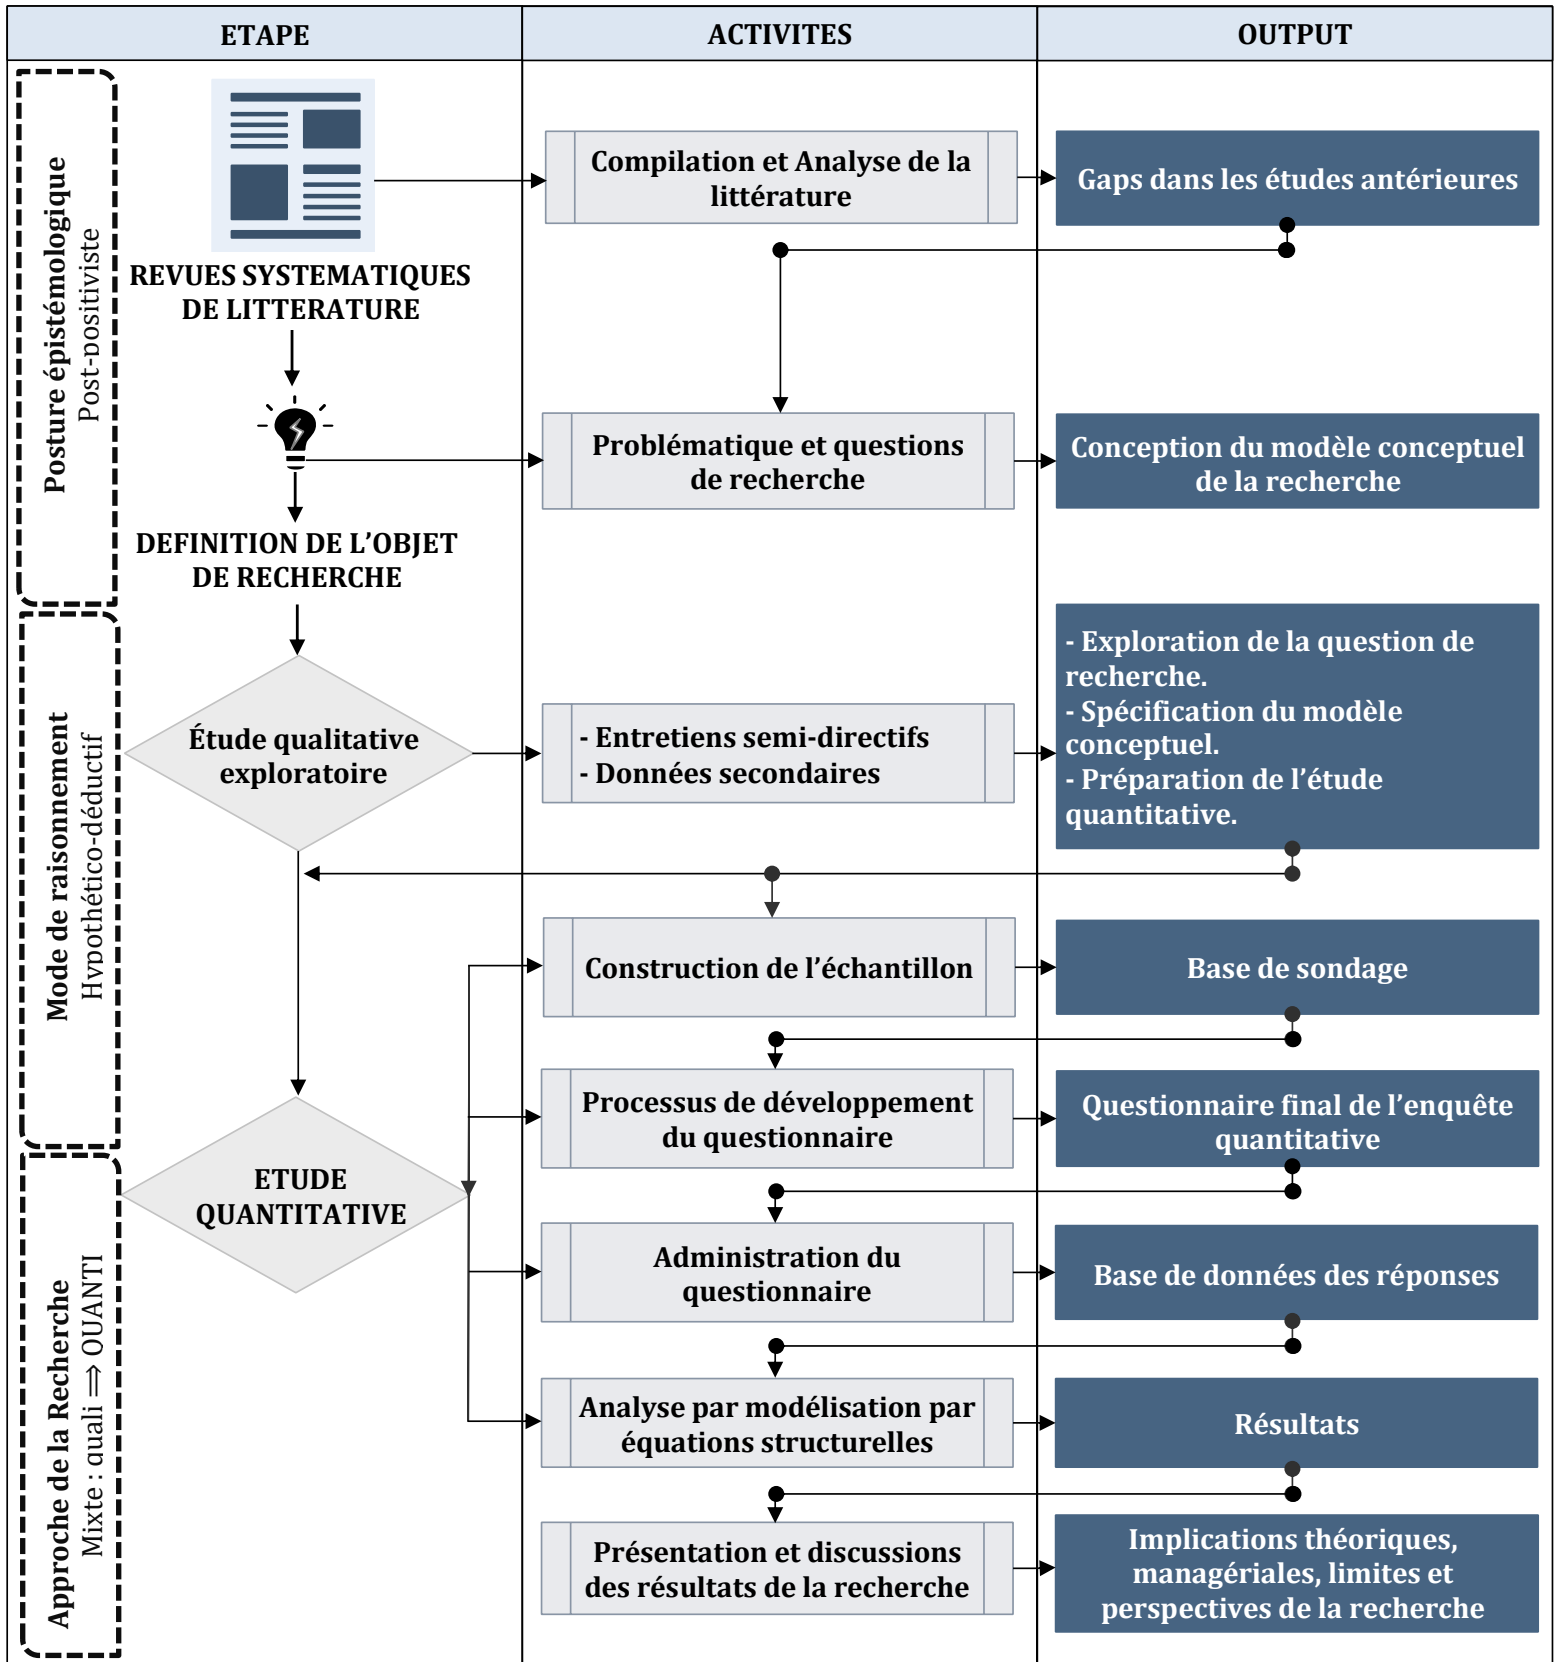 ETAPE
ACTIVITES
OUTPUT
Posture épistémologique
Post-positiviste
REVUES SYSTEMATIQUES
DE LITTERATURE
Compilation et Analyse de la
littérature
Gaps dans les études antérieures
DEFINITION DE L’OBJET
DE RECHERCHE
Problématique et questions
de recherche
Conception du modèle conceptuel
de la recherche
Mode de raisonnement
Hypothético-déductif
Étude qualitative
exploratoire
- Entretiens semi-directifs
- Données secondaires
- Exploration de la question de
recherche.
- Spécification du modèle
conceptuel.
- Préparation de l’étude
quantitative.
Construction de l’échantillon
Base de sondage
Processus de développement
du questionnaire
Questionnaire final de l’enquête
quantitative
Approche de la Recherche
Mixte : quali ⟹ QUANTI
ETUDE
QUANTITATIVE
Administration du
questionnaire
Base de données des réponses
Analyse par modélisation par
équations structurelles
Résultats
Présentation et discussions
des résultats de la recherche
Implications théoriques,
managériales, limites et
perspectives de la recherche